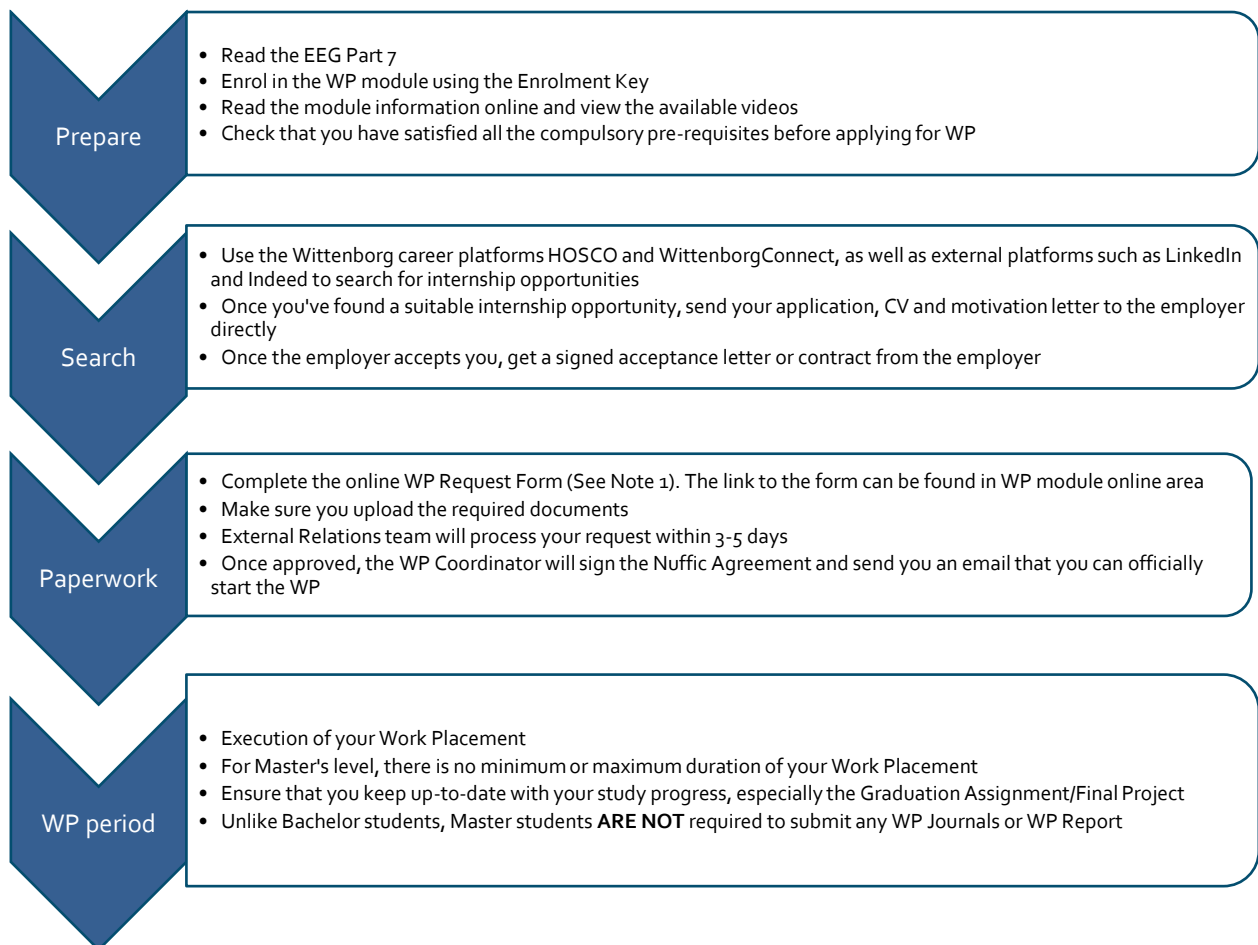 Prepare
• Read the EEG Part 7
• Enrol in the WP module using the Enrolment Key
• Read the module information online and view the available videos
• Check that you have satisfied all the compulsory pre-requisites before applying for WP
Search
• Use the Wittenborg career platforms HOSCO and WittenborgConnect, as well as external platforms such as LinkedIn
and Indeed to search for internship opportunities
• Once you've found a suitable internship opportunity, send your application, CV and motivation letter to the employer
directly
• Once the employer accepts you, get a signed acceptance letter or contract from the employer
Paperwork
• Complete the online WP Request Form (See Note 1). The link to the form can be found in WP module online area
• Make sure you upload the required documents
• External Relations team will process your request within 3-5 days
• Once approved, the WP Coordinator will sign the Nuffic Agreement and send you an email that you can officially
start the WP
WP period
• Execution of your Work Placement
• For Master's level, there is no minimum or maximum duration of your Work Placement
• Ensure that you keep up-to-date with your study progress, especially the Graduation Assignment/Final Project
• Unlike Bachelor students, Master students ARE NOT required to submit any WP Journals or WP Report